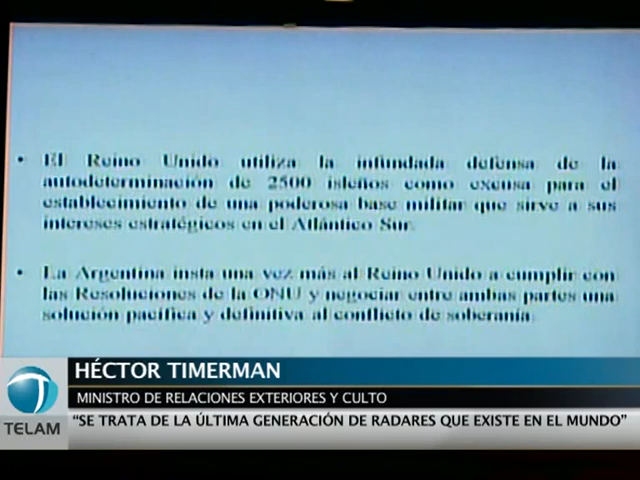 • El Reino Unido utiliza la infundada defensa de la
autodeterminación de 2500 isleños como excusa para el
establecimiento de una poderosa base militar que sirve a sus
intereses estratégicos en el Atlántico Sur.
• La Argentina insta una vez más al Reino Unido a cumplir con
las Resoluciones de la ONU y negociar entre ambas partes una
solución pacífica y definitiva al conflicto de soberanía.
HÉCTOR TIMERMAN
MINISTRO DE RELACIONES EXTERIORES Y CULTO
TELAM
“SE TRATA DE LA ÚLTIMA GENERACIÓN DE RADARES QUE EXISTE EN EL MUNDO”